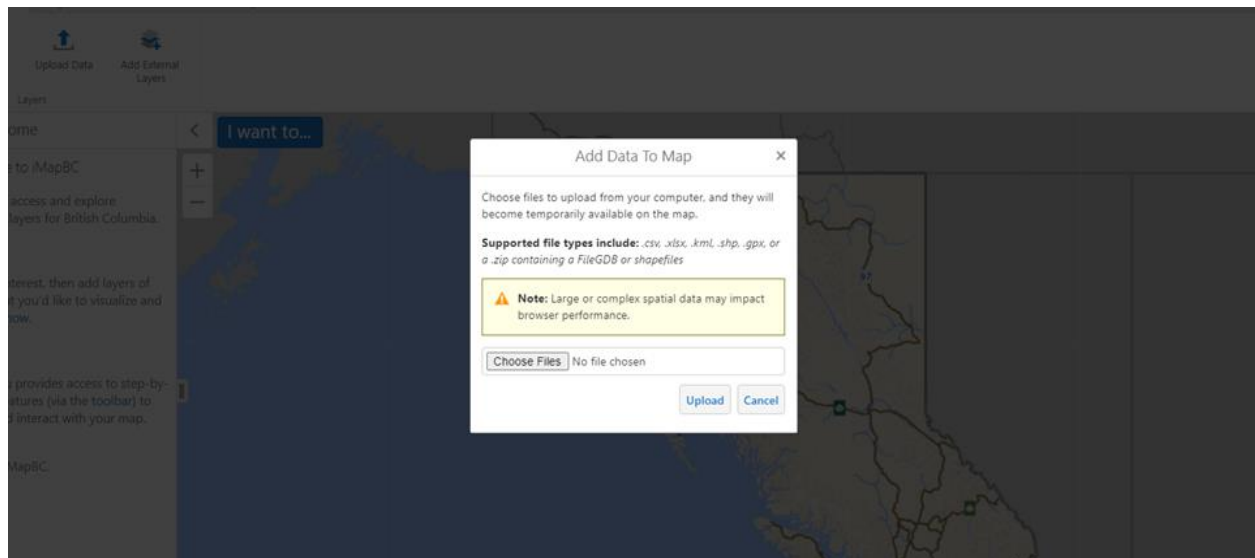 Upload Data
Add External
Layers
Layers
ome
I want to...
e to iMapBC
access and explore
layers for British Columbia.
terest, then add layers of
t you'd like to visualize and
now.
u provides access to step-by-
atures (via the toolbar) to
d interact with your map.
MapBC.
Add Data To Map
Choose files to upload from your computer, and they will
become temporarily available on the map.
Supported file types include: .csv, .xlsx, .kml, .shp, .gpx, or
a .zip containing a FileGDB or shapefiles
Note: Large or complex spatial data may impact
browser performance.
Choose Files No file chosen
Upload Cancel
97